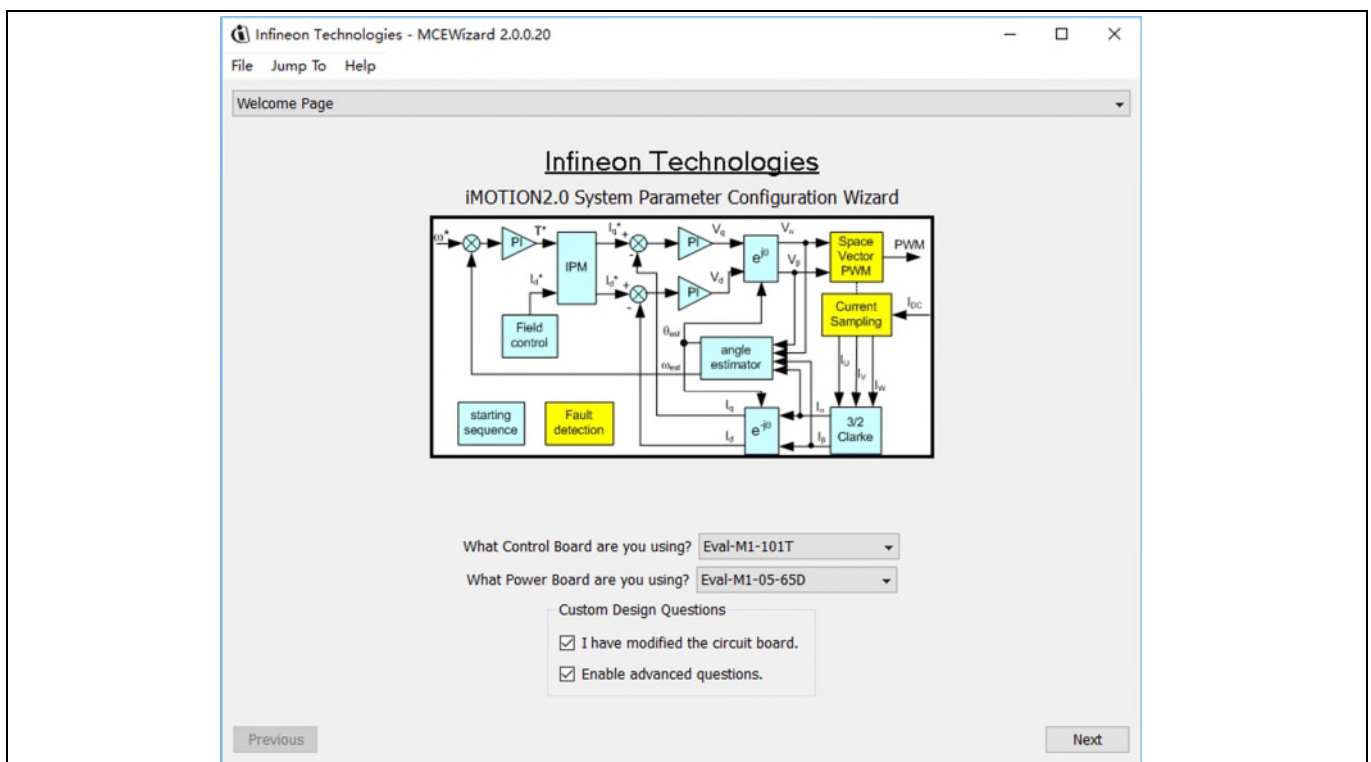 Infineon Technologies - MCEWizard 2.0.0.20
File Jump To Help
Welcome Page
Infineon Technologies
iMOTION2.0 System Parameter Configuration Wizard
ω*
PI
T*
IPM
Iq*
+
-
PI
Vq
Vα
Space
Vector
PWM
PWM
e^jθ
Vβ
Id*
Id*
+
-
PI
Vd
Field
control
Current
Sampling
IDC
θest
angle
estimator
ωest
IU
IV
IW
starting
sequence
Fault
detection
Iq
Id
e^-jθ
Iα
Iβ
3/2
Clarke
What Control Board are you using? Eval-M1-101T
What Power Board are you using? Eval-M1-05-65D
Custom Design Questions
I have modified the circuit board.
Enable advanced questions.
Previous
Next